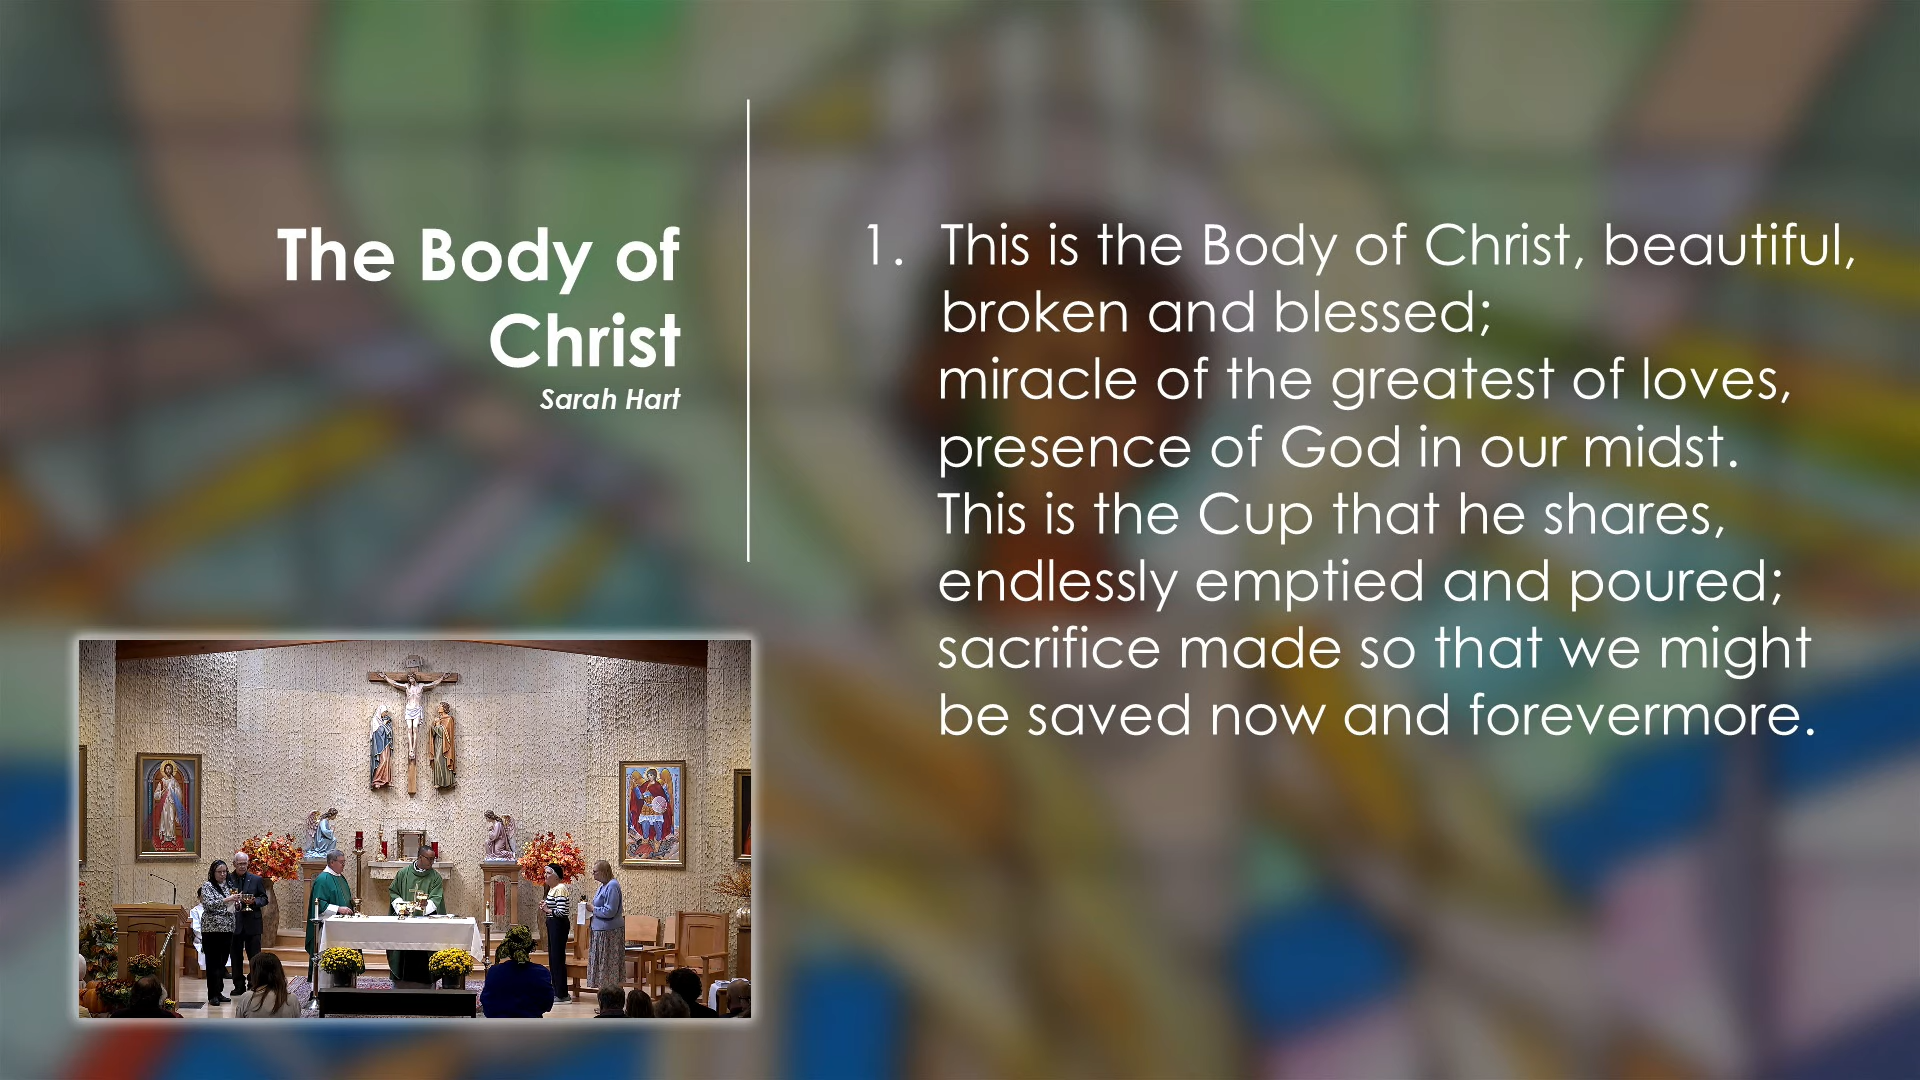 The Body of
Christ
Sarah Hart
1. This is the Body of Christ, beautiful,
broken and blessed;
miracle of the greatest of loves,
presence of God in our midst.
This is the Cup that he shares,
endlessly emptied and poured;
sacrifice made so that we might
be saved now and forevermore.